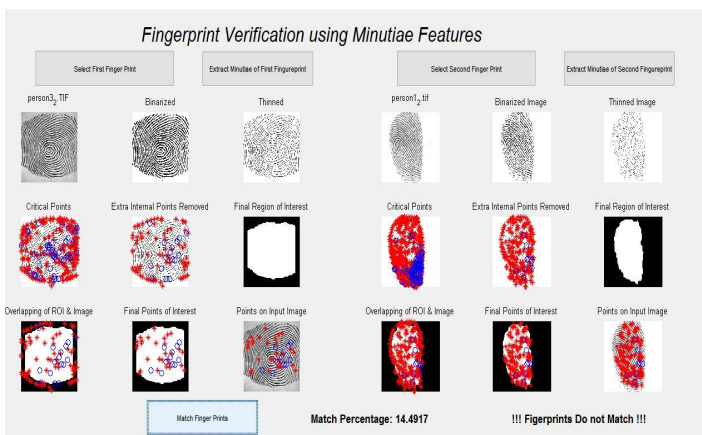 Fingerprint Verification using Minutiae Features
Select First Finger Print Extract Minutiae of First Fingureprint Select Second Finger Print Extract Minutiae of Second Fingureprint
person3₂.TIF Binarized Thinned person1₂.tif Binarized Image Thinned Image
Critical Points Extra Internal Points Removed Final Region of Interest Critical Points Extra Internal Points Removed Final Region of Interest
Overlapping of ROI & Image Final Points of Interest Points on Input Image Overlapping of ROI & Image Final Points of Interest Points on Input Image
Match Finger Prints Match Percentage: 14.4917 !!! Figerprints Do not Match !!!